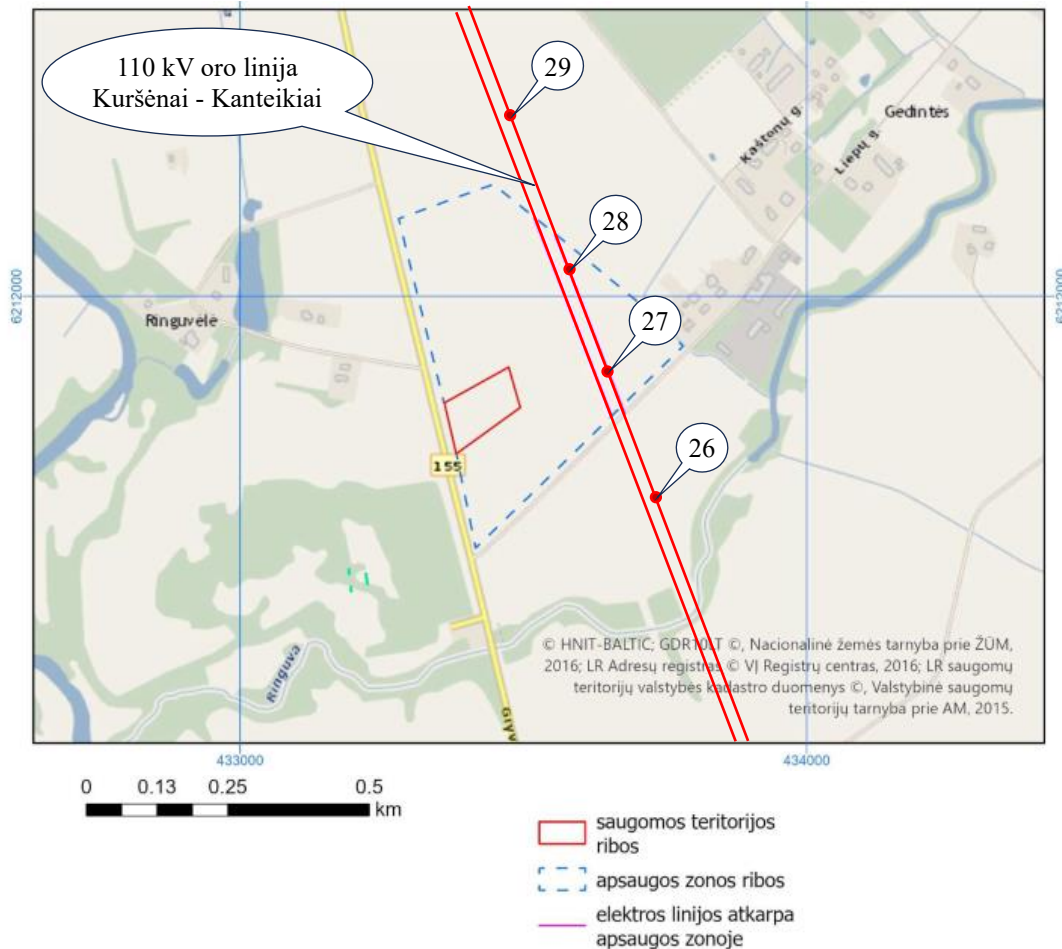 110 kV oro linija
Kuršėnai - Kanteikiai
29
Kaštonų g.
Liepų g.
Gedintės
28
6212000
6212000
Ringuvėlė
27
155
26
Ringuva
© HNIT-BALTIC; GDR10LT ©, Nacionalinė žemės tarnyba prie ŽŪM,
2016; LR Adresų registras © VĮ Registrų centras, 2016; LR saugomų
teritorijų valstybės kadastro duomenys ©, Valstybinė saugomų
teritorijų tarnyba prie AM, 2015.
433000
434000
0 0.13 0.25 0.5
km
saugomos teritorijos
ribos
apsaugos zonos ribos
elektros linijos atkarpa
apsaugos zonoje